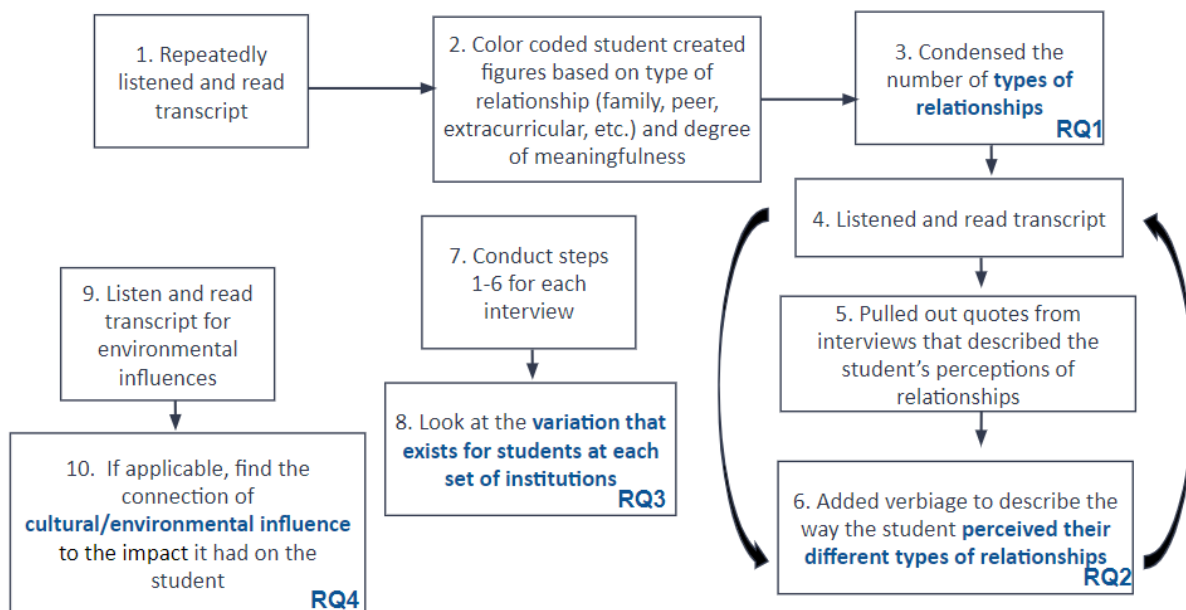 1. Repeatedly
listened and read
transcript
2. Color coded student created
figures based on type of
relationship (family, peer,
extracurricular, etc.) and degree
of meaningfulness
3. Condensed the
number of types of
relationships
RQ1
4. Listened and read transcript
5. Pulled out quotes from
interviews that described the
student’s perceptions of
relationships
6. Added verbiage to describe the
way the student perceived their
different types of relationships
RQ2
7. Conduct steps
1-6 for each
interview
8. Look at the variation that
exists for students at each
set of institutions
RQ3
9. Listen and read
transcript for
environmental
influences
10. If applicable, find the
connection of
cultural/environmental influence
to the impact it had on the
student
RQ4